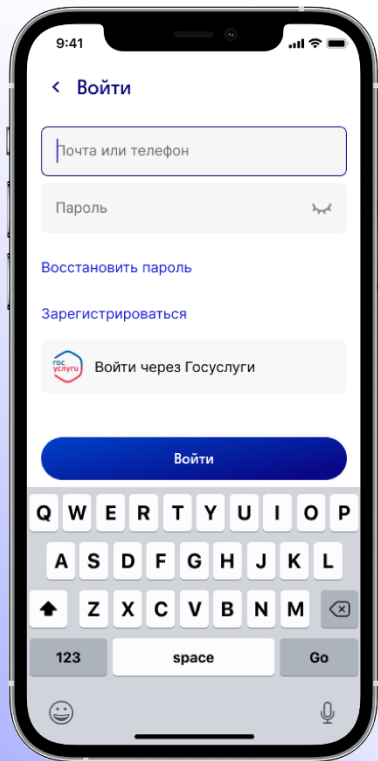 9:41
Войти
Почта или телефон
Пароль
Восстановить пароль
Зарегистрироваться
гос
услуги
Войти через Госуслуги
Войти
Q W E R T Y U I O P
A S D F G H J K L
Z X C V B N M
123 space Go